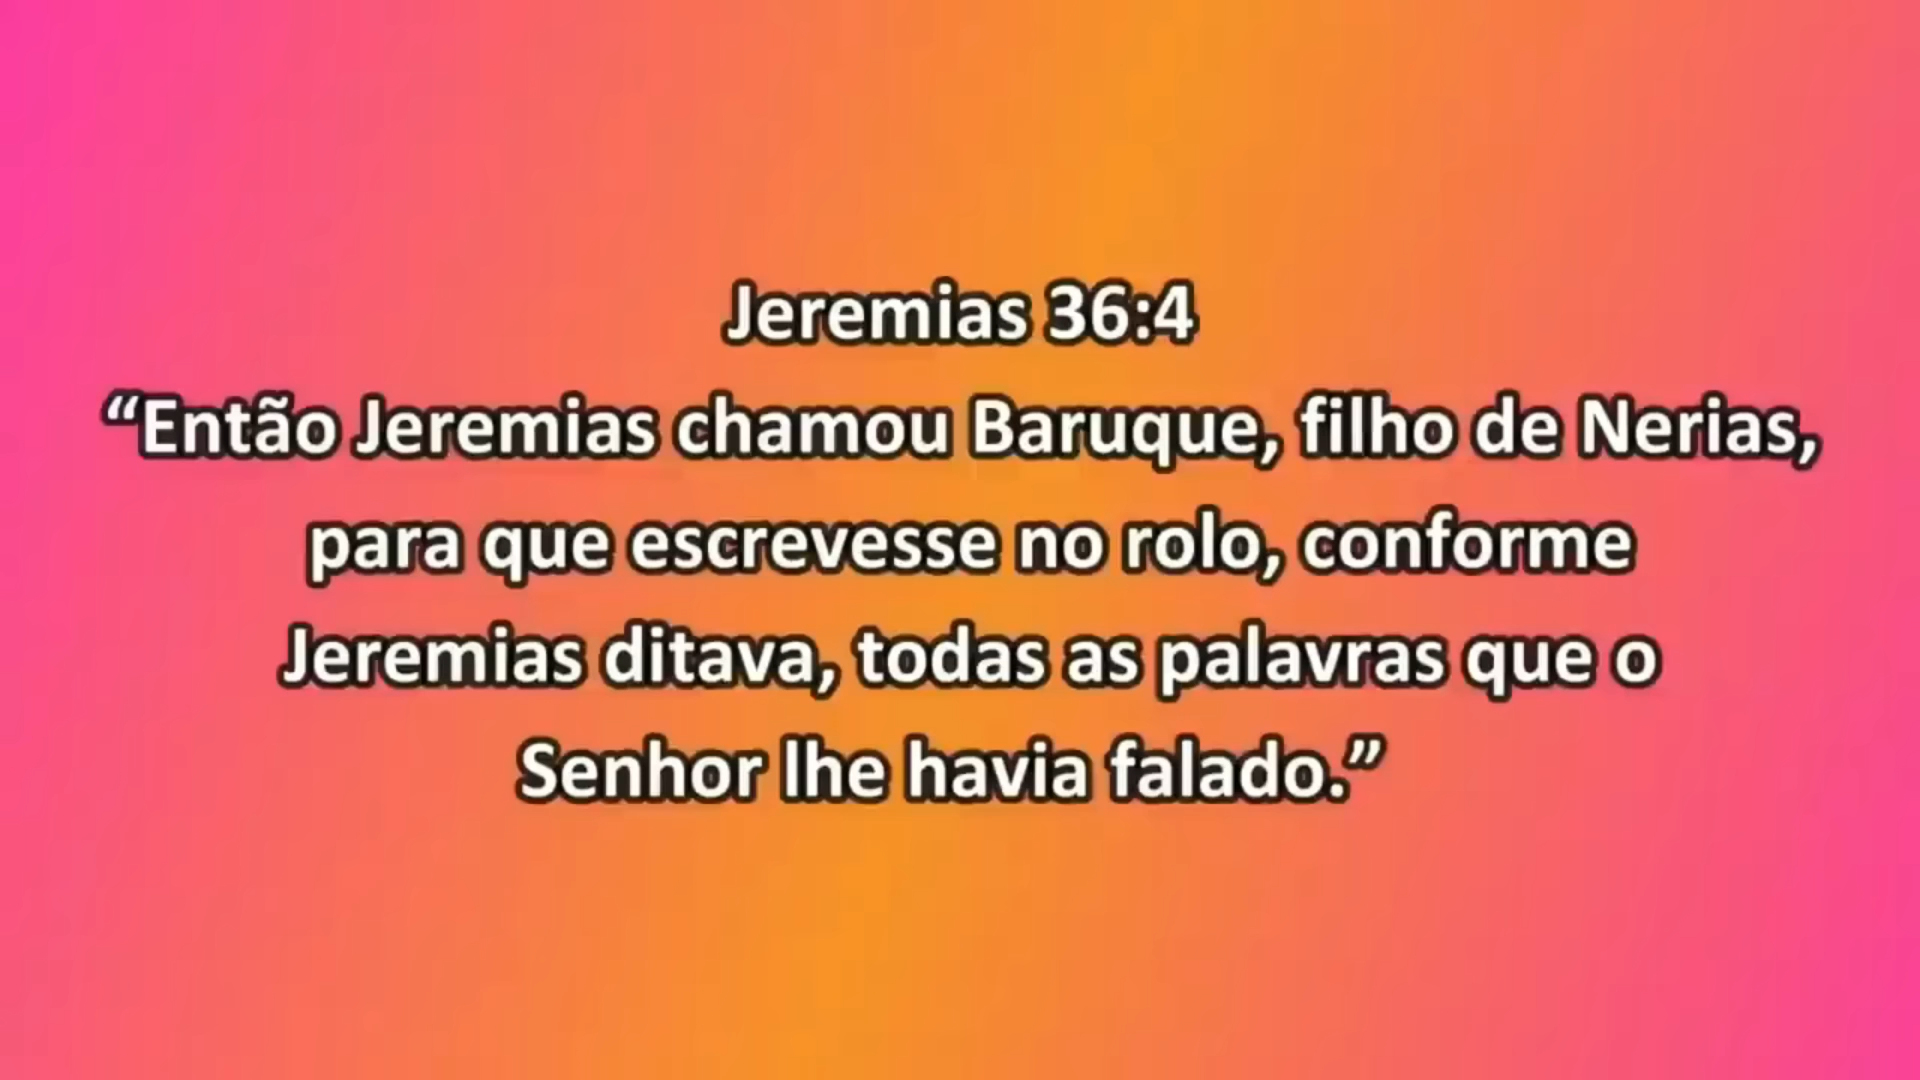 Jeremias 36:4
“Então Jeremias chamou Baruque, filho de Nerias,
para que escrevesse no rolo, conforme
Jeremias ditava, todas as palavras que o
Senhor lhe havia falado.”